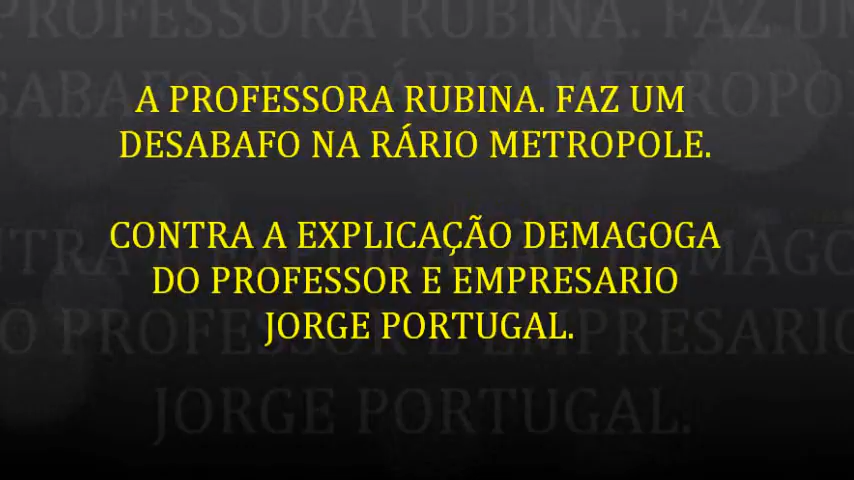 A PROFESSORA RUBINA. FAZ UM
DESABAFO NA RÁRIO METROPOLE.
CONTRA A EXPLICAÇÃO DEMAGOGA
DO PROFESSOR E EMPRESARIO
JORGE PORTUGAL.